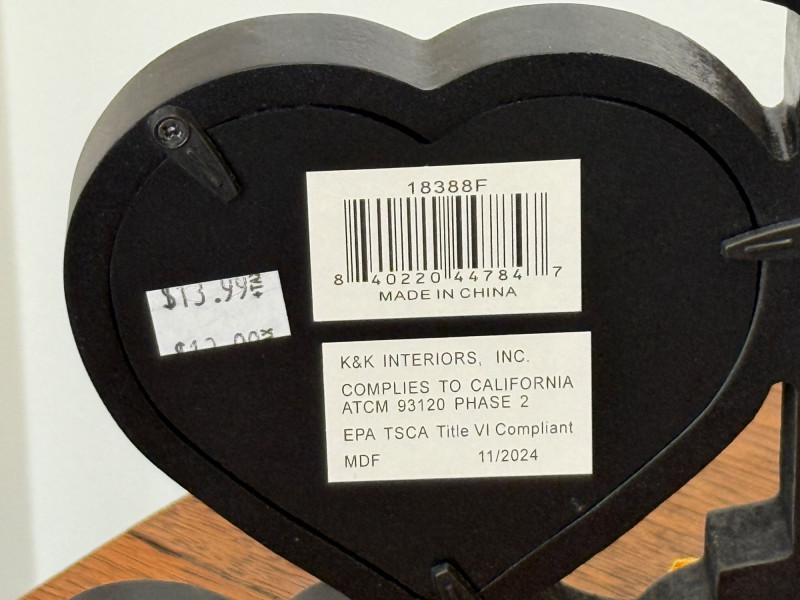 18388F
8 40220 44784 7
MADE IN CHINA
$13.99
K&K INTERIORS, INC.
COMPLIES TO CALIFORNIA
ATCM 93120 PHASE 2
EPA TSCA Title VI Compliant
MDF 11/2024